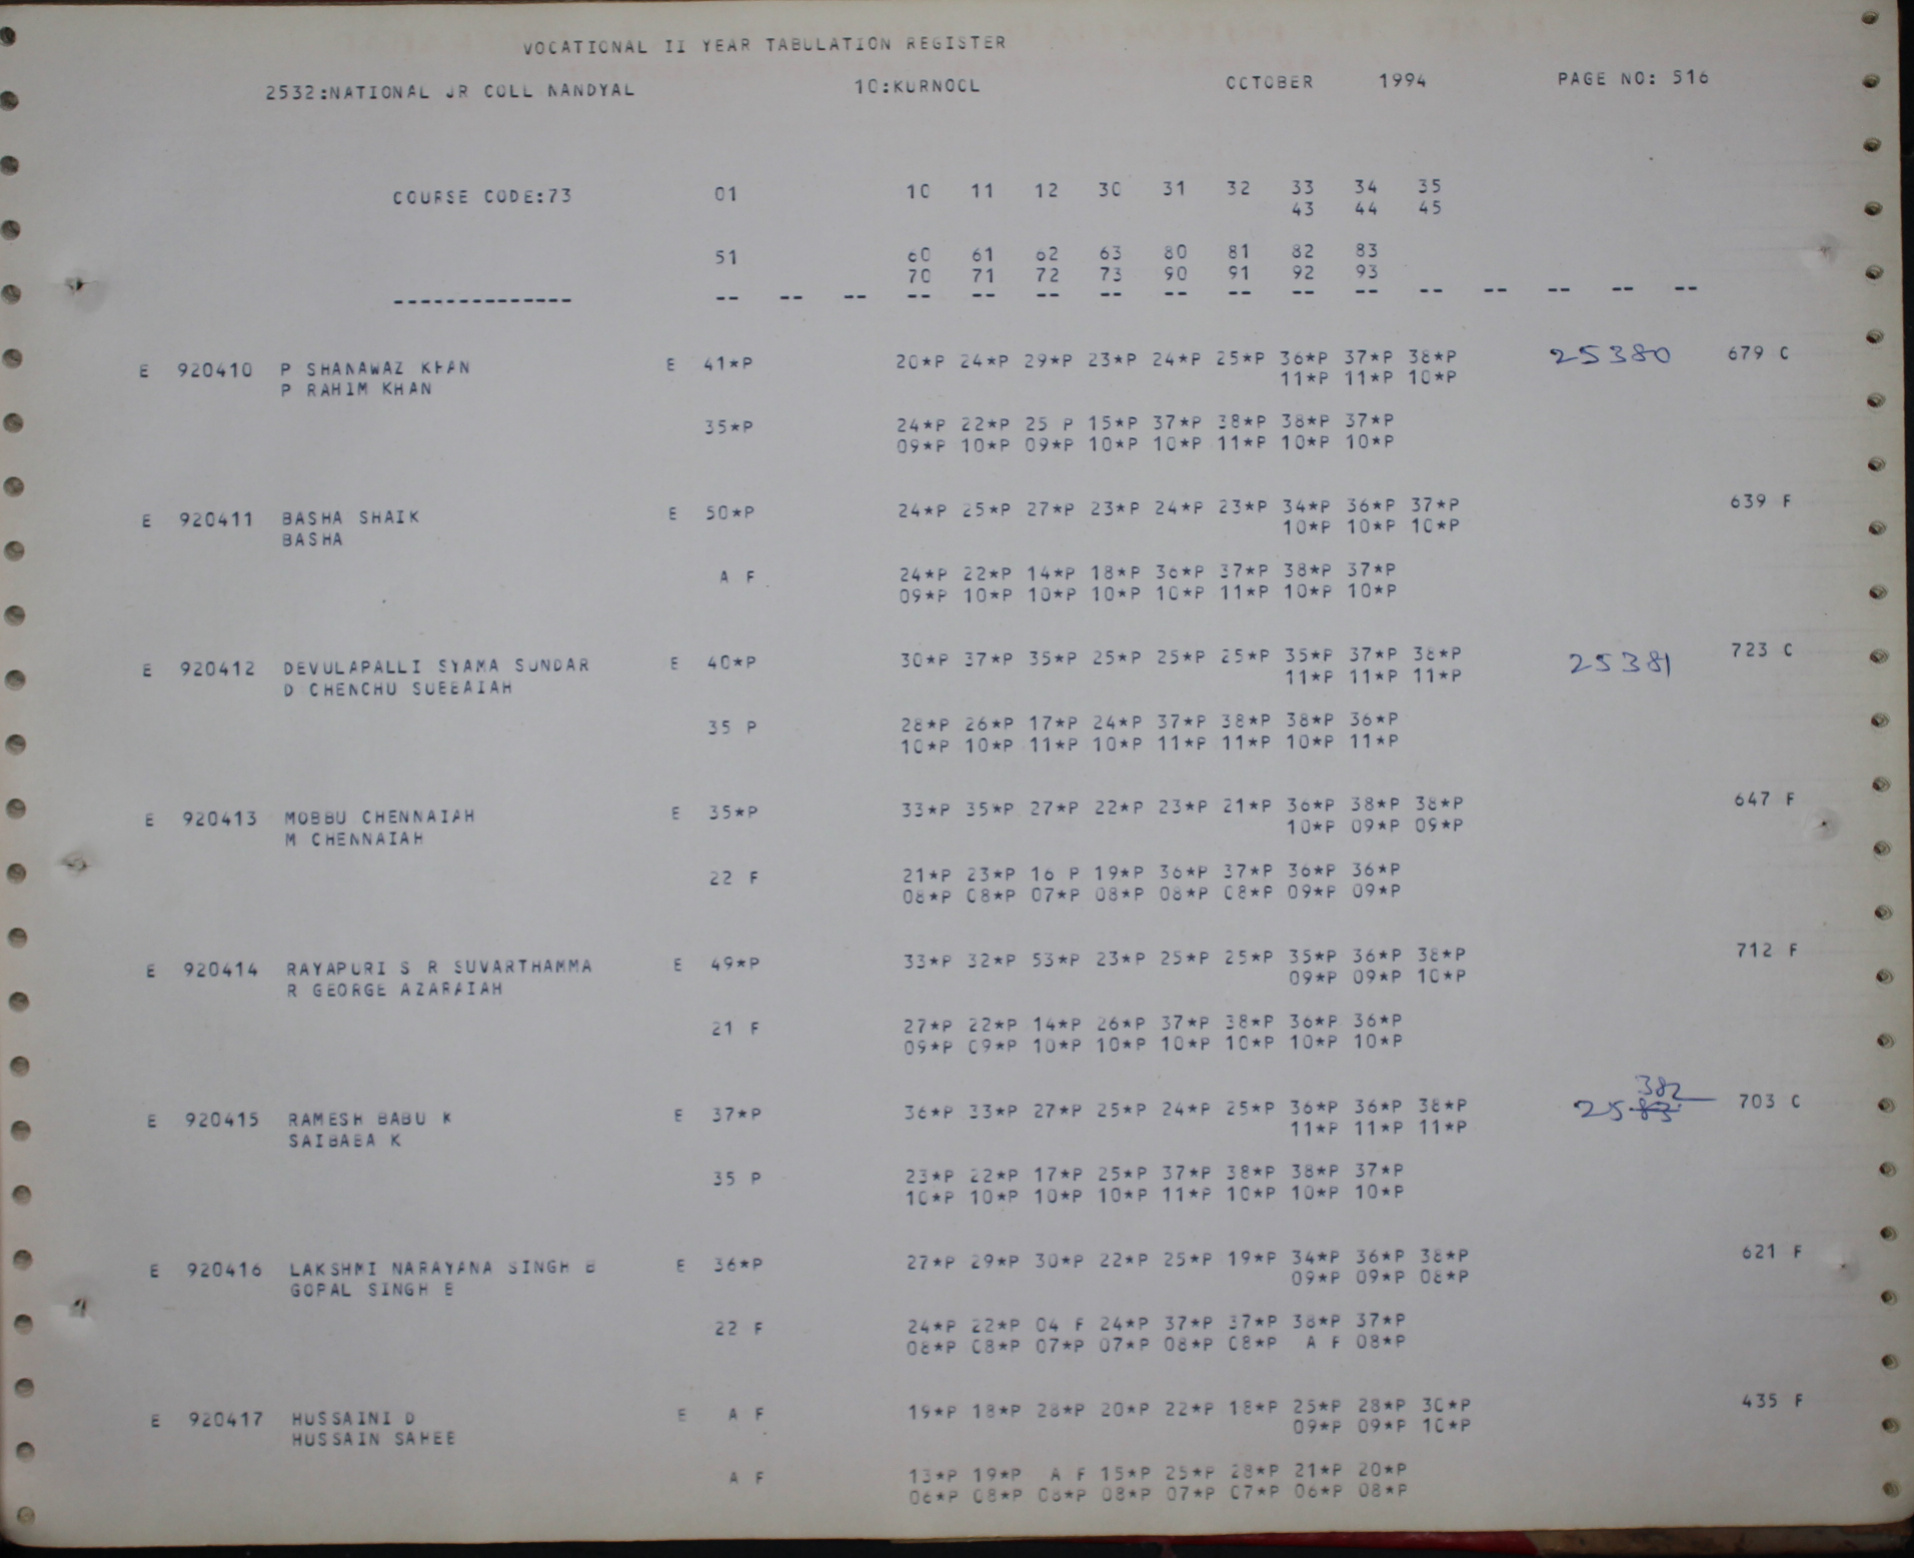 VOCATIONAL II YEAR TABULATION REGISTER
2532:NATIONAL JR COLL NANDYAL 10:KURNOOL OCTOBER 1994 PAGE NO: 516
COURSE CODE:73 01 10 11 12 30 31 32 33 34 35
43 44 45
51 60 61 62 63 80 81 82 83
70 71 72 73 90 91 92 93
-------------- -- -- -- -- -- -- -- -- -- -- -- -- -- -- -- --
E 920410 P SHANAWAZ KHAN E 41*P 20*P 24*P 29*P 23*P 24*P 25*P 36*P 37*P 38*P 25380 679 C
P RAHIM KHAN 11*P 11*P 10*P
35*P 24*P 22*P 25 P 15*P 37*P 38*P 38*P 37*P
09*P 10*P 09*P 10*P 10*P 11*P 10*P 10*P
E 920411 BASHA SHAIK E 50*P 24*P 25*P 27*P 23*P 24*P 23*P 34*P 36*P 37*P 639 F
BASHA 10*P 10*P 10*P
A F 24*P 22*P 14*P 18*P 36*P 37*P 38*P 37*P
09*P 10*P 10*P 10*P 10*P 11*P 10*P 10*P
E 920412 DEVULAPALLI SYAMA SUNDAR E 40*P 30*P 37*P 35*P 25*P 25*P 25*P 35*P 37*P 38*P 25381 723 C
D CHENCHU SUBBAIAH 11*P 11*P 11*P
35 P 28*P 26*P 17*P 24*P 37*P 38*P 38*P 36*P
10*P 10*P 11*P 10*P 11*P 11*P 10*P 11*P
E 920413 MOBBU CHENNAIAH E 35*P 33*P 35*P 27*P 22*P 23*P 21*P 36*P 38*P 38*P 647 F
M CHENNAIAH 10*P 09*P 09*P
22 F 21*P 23*P 16 P 19*P 36*P 37*P 36*P 36*P
08*P 08*P 07*P 08*P 08*P 08*P 09*P 09*P
E 920414 RAYAPURI S R SUVARTHAMMA E 49*P 33*P 32*P 53*P 23*P 25*P 25*P 35*P 36*P 38*P 712 F
R GEORGE AZARAIAH 09*P 09*P 10*P
21 F 27*P 22*P 14*P 26*P 37*P 38*P 36*P 36*P
09*P 09*P 10*P 10*P 10*P 10*P 10*P 10*P
382
E 920415 RAMESH BABU K E 37*P 36*P 33*P 27*P 25*P 24*P 25*P 36*P 36*P 38*P 25 703 C
SAIBABA K 11*P 11*P 11*P
35 P 23*P 22*P 17*P 25*P 37*P 38*P 38*P 37*P
10*P 10*P 10*P 10*P 11*P 10*P 10*P 10*P
E 920416 LAKSHMI NARAYANA SINGH B E 36*P 27*P 29*P 30*P 22*P 25*P 19*P 34*P 36*P 38*P 621 F
GOPAL SINGH B 09*P 09*P 08*P
22 F 24*P 22*P 04 F 24*P 37*P 37*P 38*P 37*P
08*P 08*P 07*P 07*P 08*P 08*P A F 08*P
E 920417 HUSSAINI D E A F 19*P 18*P 28*P 20*P 22*P 18*P 25*P 28*P 30*P 435 F
HUSSAIN SAHEB 09*P 09*P 10*P
A F 13*P 19*P A F 15*P 25*P 28*P 21*P 20*P
06*P 08*P 08*P 08*P 07*P 07*P 06*P 08*P